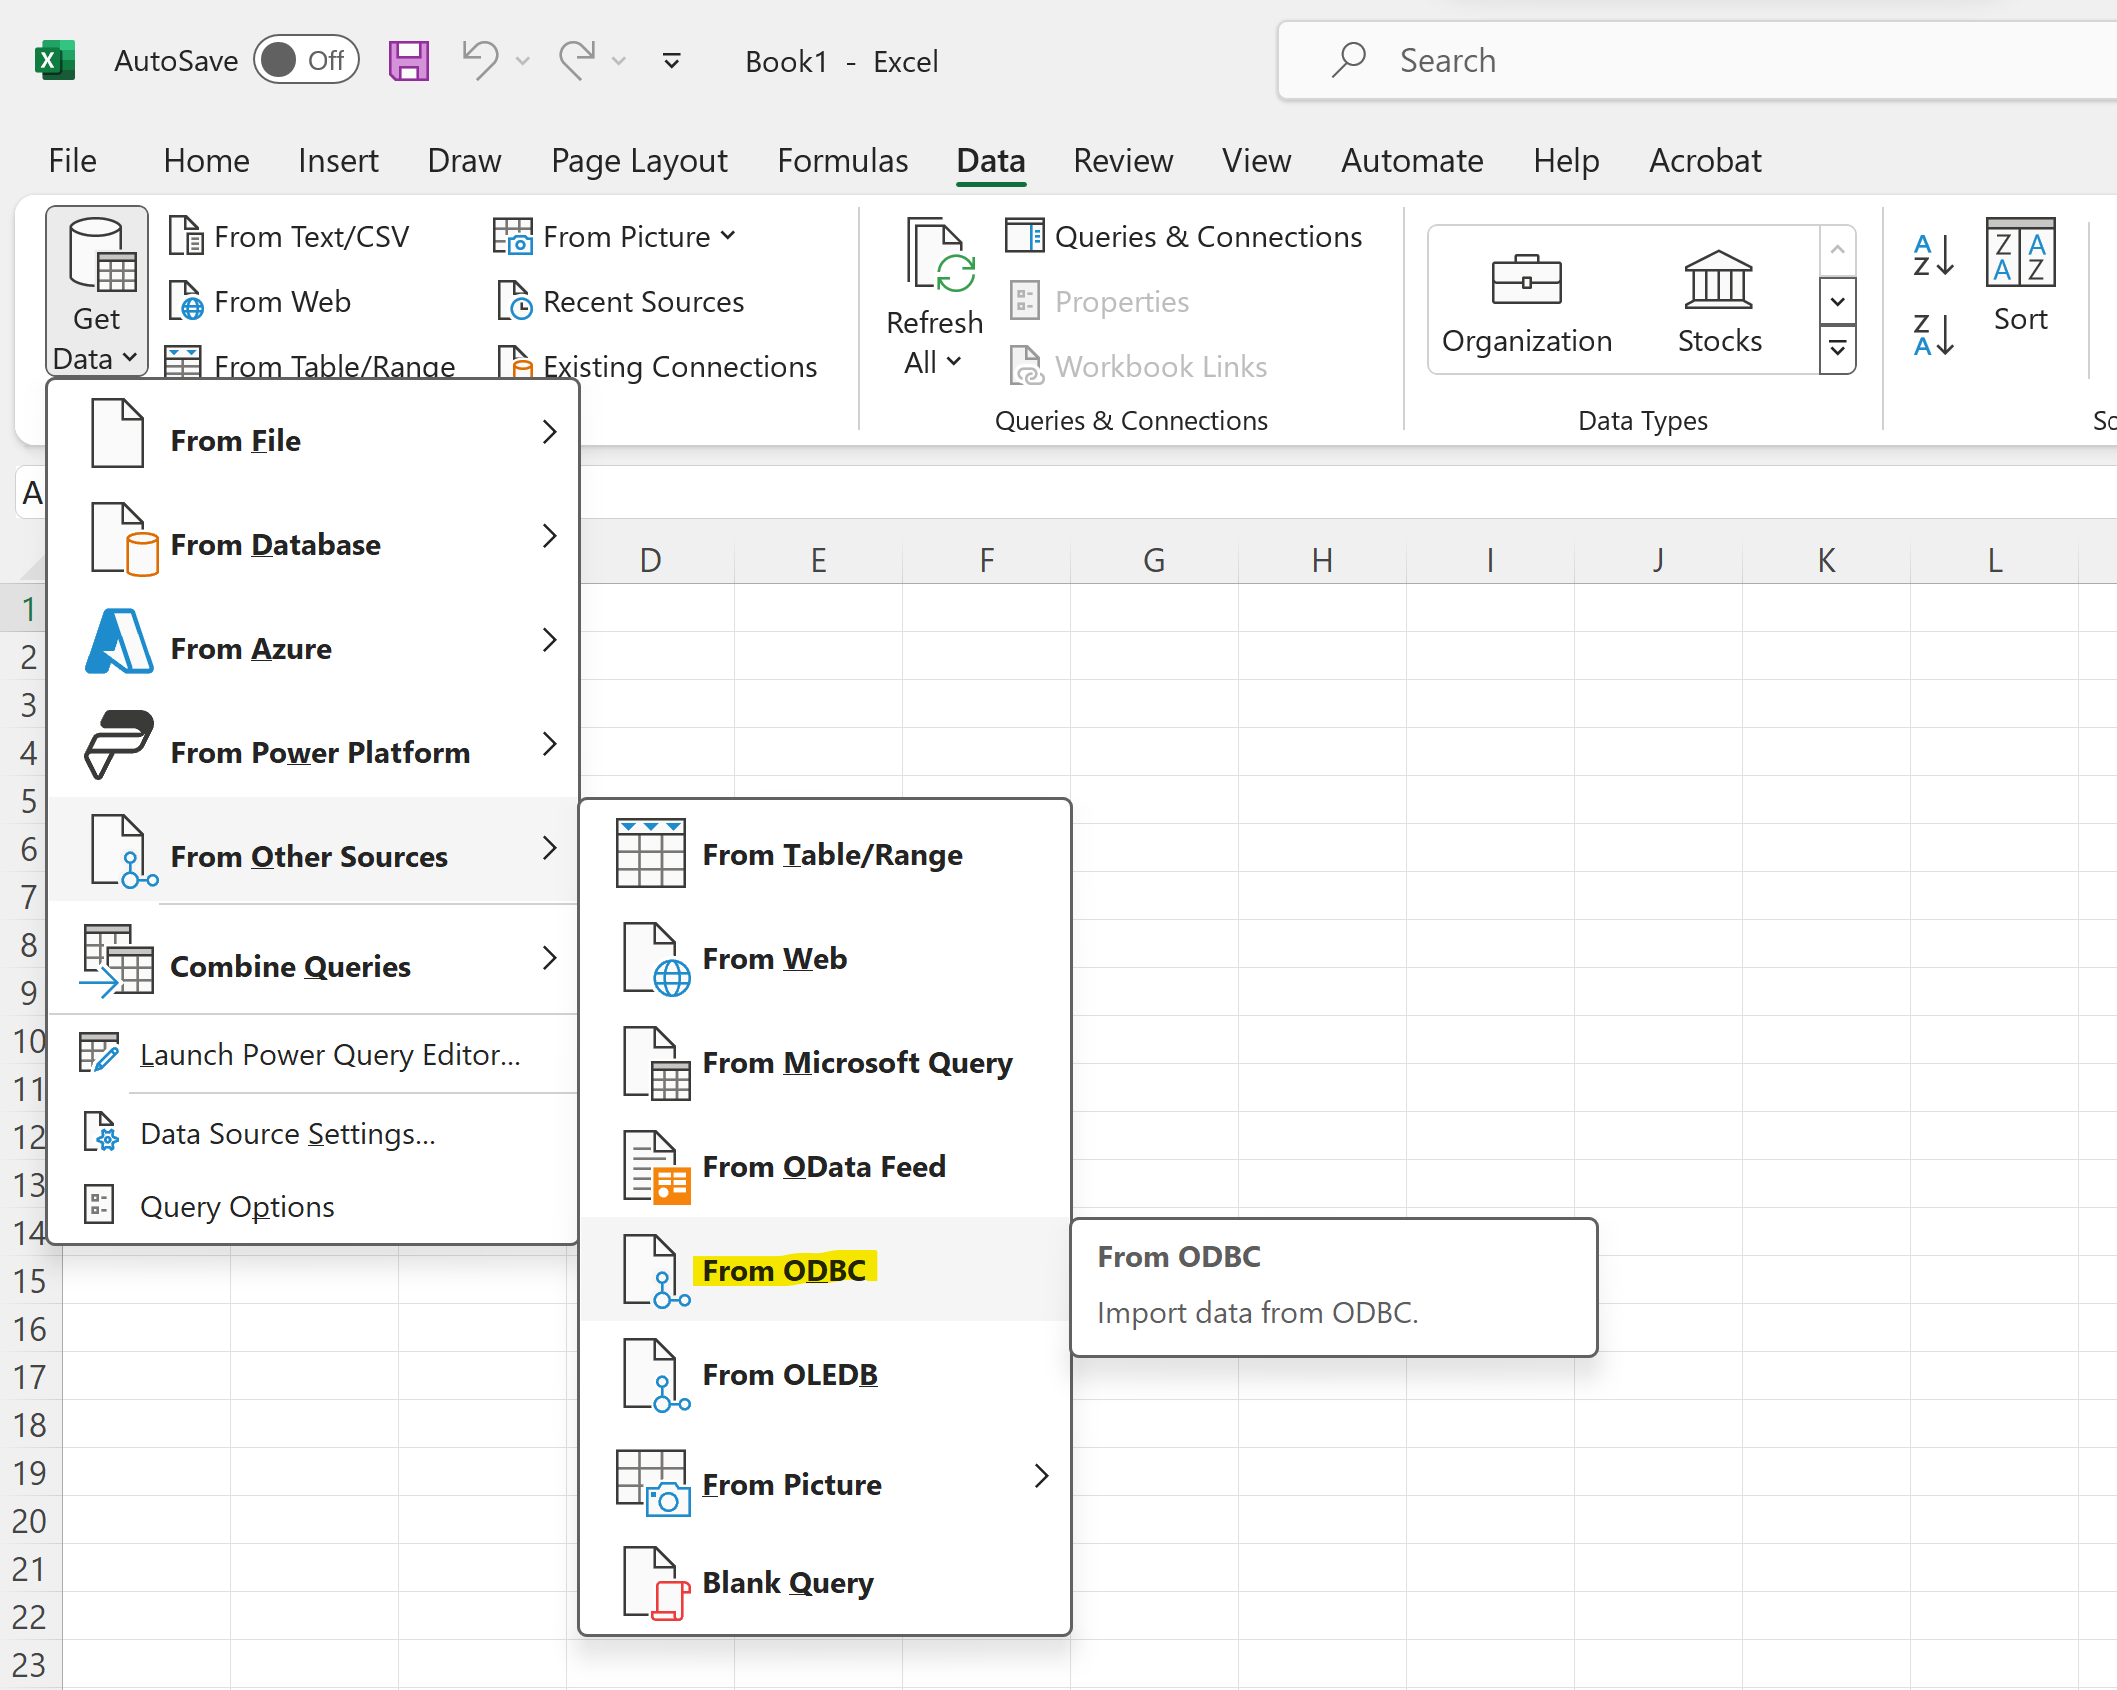 AutoSave Off Book1 - Excel Search
File Home Insert Draw Page Layout Formulas Data Review View Automate Help Acrobat
Get Data
From Text/CSV
From Web
From Table/Range
From Picture
Recent Sources
Existing Connections
Refresh All
Queries & Connections
Properties
Workbook Links
Queries & Connections
Organization
Stocks
Data Types
Sort
A
D E F G H I J K L
From File
From Database
From Azure
From Power Platform
From Other Sources
Combine Queries
Launch Power Query Editor...
Data Source Settings...
Query Options
From Table/Range
From Web
From Microsoft Query
From OData Feed
From ODBC
From OLEDB
From Picture
Blank Query
From ODBC
Import data from ODBC.
1
2
3
4
5
6
7
8
9
10
11
12
13
14
15
16
17
18
19
20
21
22
23